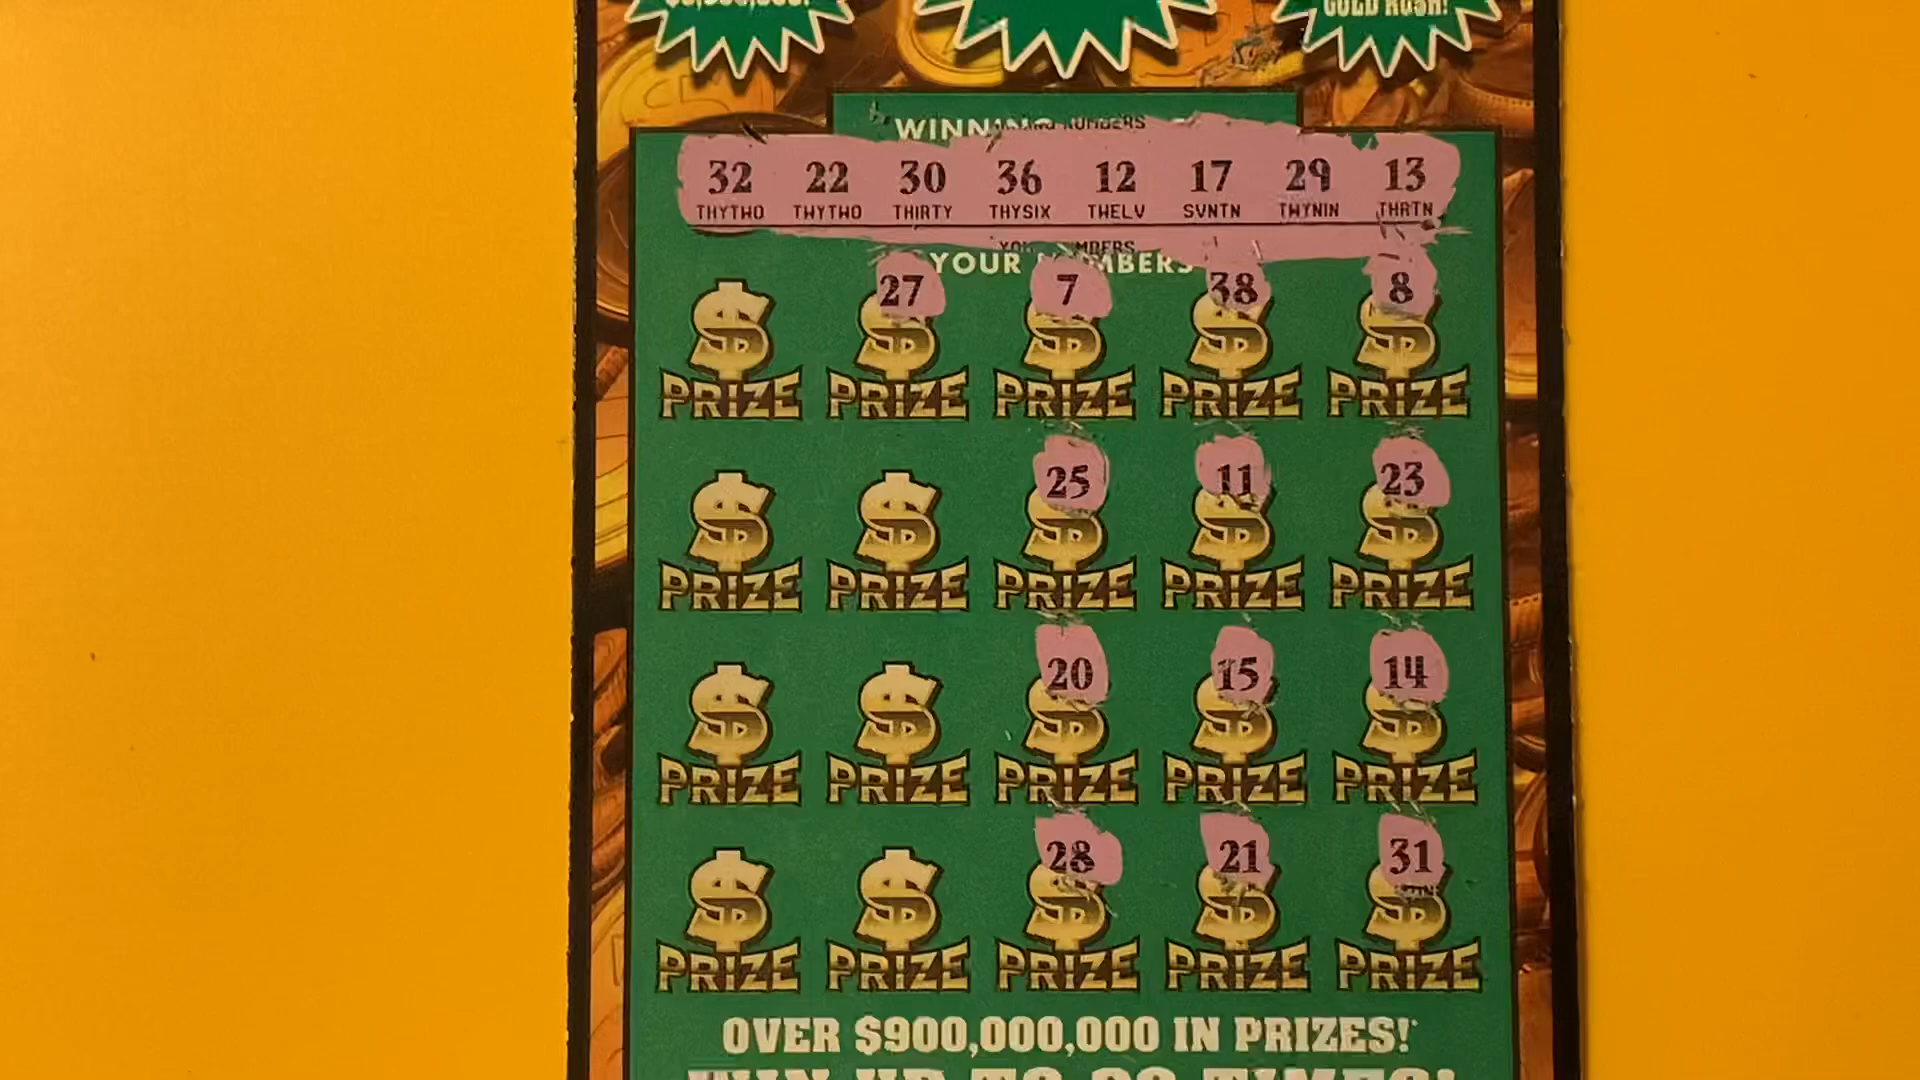 GOLD RUSH!
WINNING NUMBERS
32 22 30 36 12 17 29 13
THYTWO TWYTWO THIRTY THYSIX TWELV SVNTN TWYNIN THRTN
YOUR NUMBERS
27 7 38 8
PRIZE PRIZE PRIZE PRIZE PRIZE
25 11 23
PRIZE PRIZE PRIZE PRIZE PRIZE
20 15 14
PRIZE PRIZE PRIZE PRIZE PRIZE
28 21 31
PRIZE PRIZE PRIZE PRIZE PRIZE
OVER $900,000,000 IN PRIZES!*